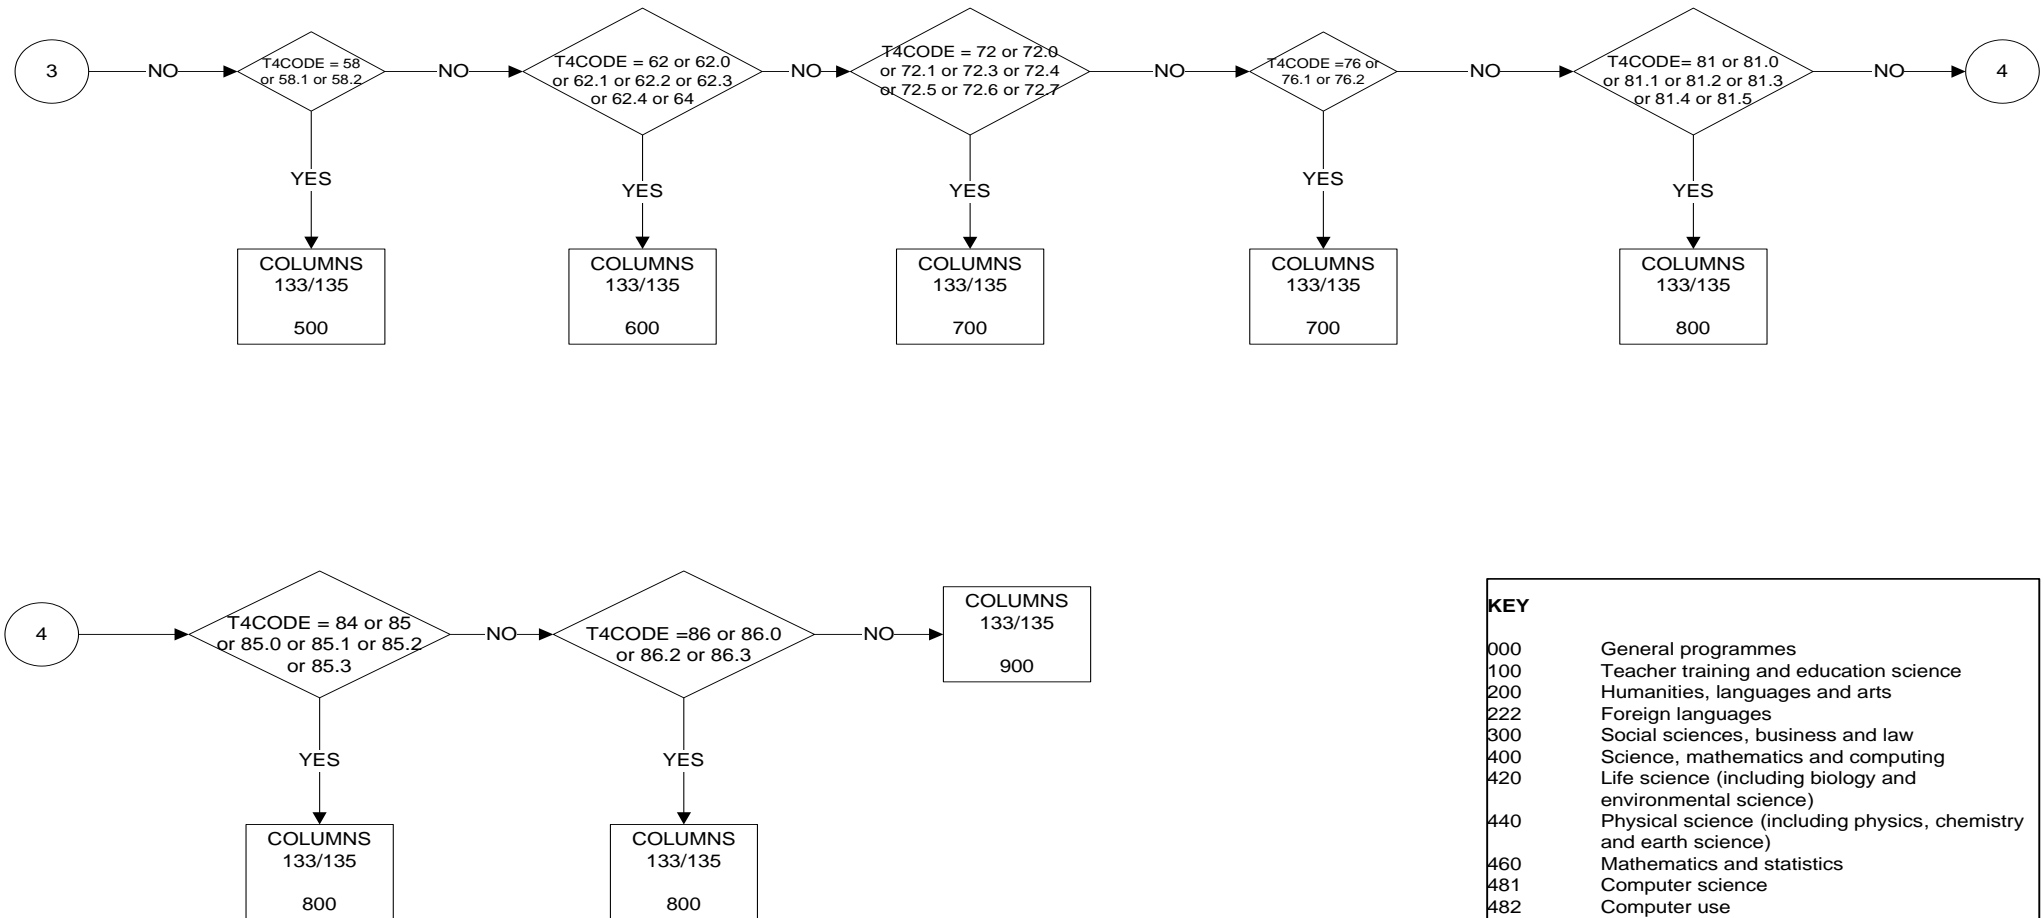 3
NO
T4CODE = 58
or 58.1 or 58.2
NO
T4CODE = 62 or 62.0
or 62.1 or 62.2 or 62.3
or 62.4 or 64
NO
T4CODE = 72 or 72.0
or 72.1 or 72.3 or 72.4
or 72.5 or 72.6 or 72.7
NO
T4CODE =76 or
76.1 or 76.2
NO
T4CODE= 81 or 81.0
or 81.1 or 81.2 or 81.3
or 81.4 or 81.5
NO
4
YES
YES
YES
YES
YES
COLUMNS
133/135
500
COLUMNS
133/135
600
COLUMNS
133/135
700
COLUMNS
133/135
700
COLUMNS
133/135
800
4
T4CODE = 84 or 85
or 85.0 or 85.1 or 85.2
or 85.3
NO
T4CODE =86 or 86.0
or 86.2 or 86.3
NO
COLUMNS
133/135
900
YES
YES
COLUMNS
133/135
800
COLUMNS
133/135
800
KEY
000 General programmes
100 Teacher training and education science
200 Humanities, languages and arts
222 Foreign languages
300 Social sciences, business and law
400 Science, mathematics and computing
420 Life science (including biology and
environmental science)
440 Physical science (including physics, chemistry
and earth science)
460 Mathematics and statistics
481 Computer science
482 Computer use